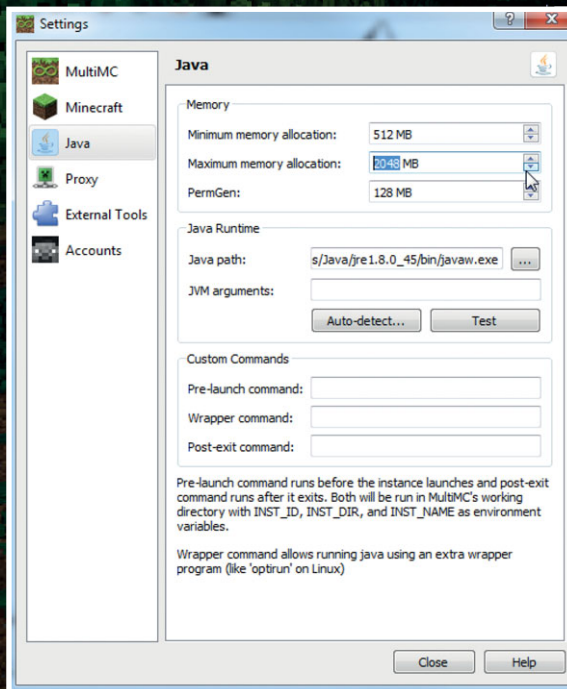 Settings
?
X
MultiMC
Minecraft
Java
Proxy
External Tools
Accounts
Java
Memory
Minimum memory allocation: 512 MB
Maximum memory allocation: 2048 MB
PermGen: 128 MB
Java Runtime
Java path: s/Java/jre1.8.0_45/bin/javaw.exe ...
JVM arguments:
Auto-detect... Test
Custom Commands
Pre-launch command:
Wrapper command:
Post-exit command:
Pre-launch command runs before the instance launches and post-exit
command runs after it exits. Both will be run in MultiMC's working
directory with INST_ID, INST_DIR, and INST_NAME as environment
variables.
Wrapper command allows running java using an extra wrapper
program (like 'optirun' on Linux)
Close Help